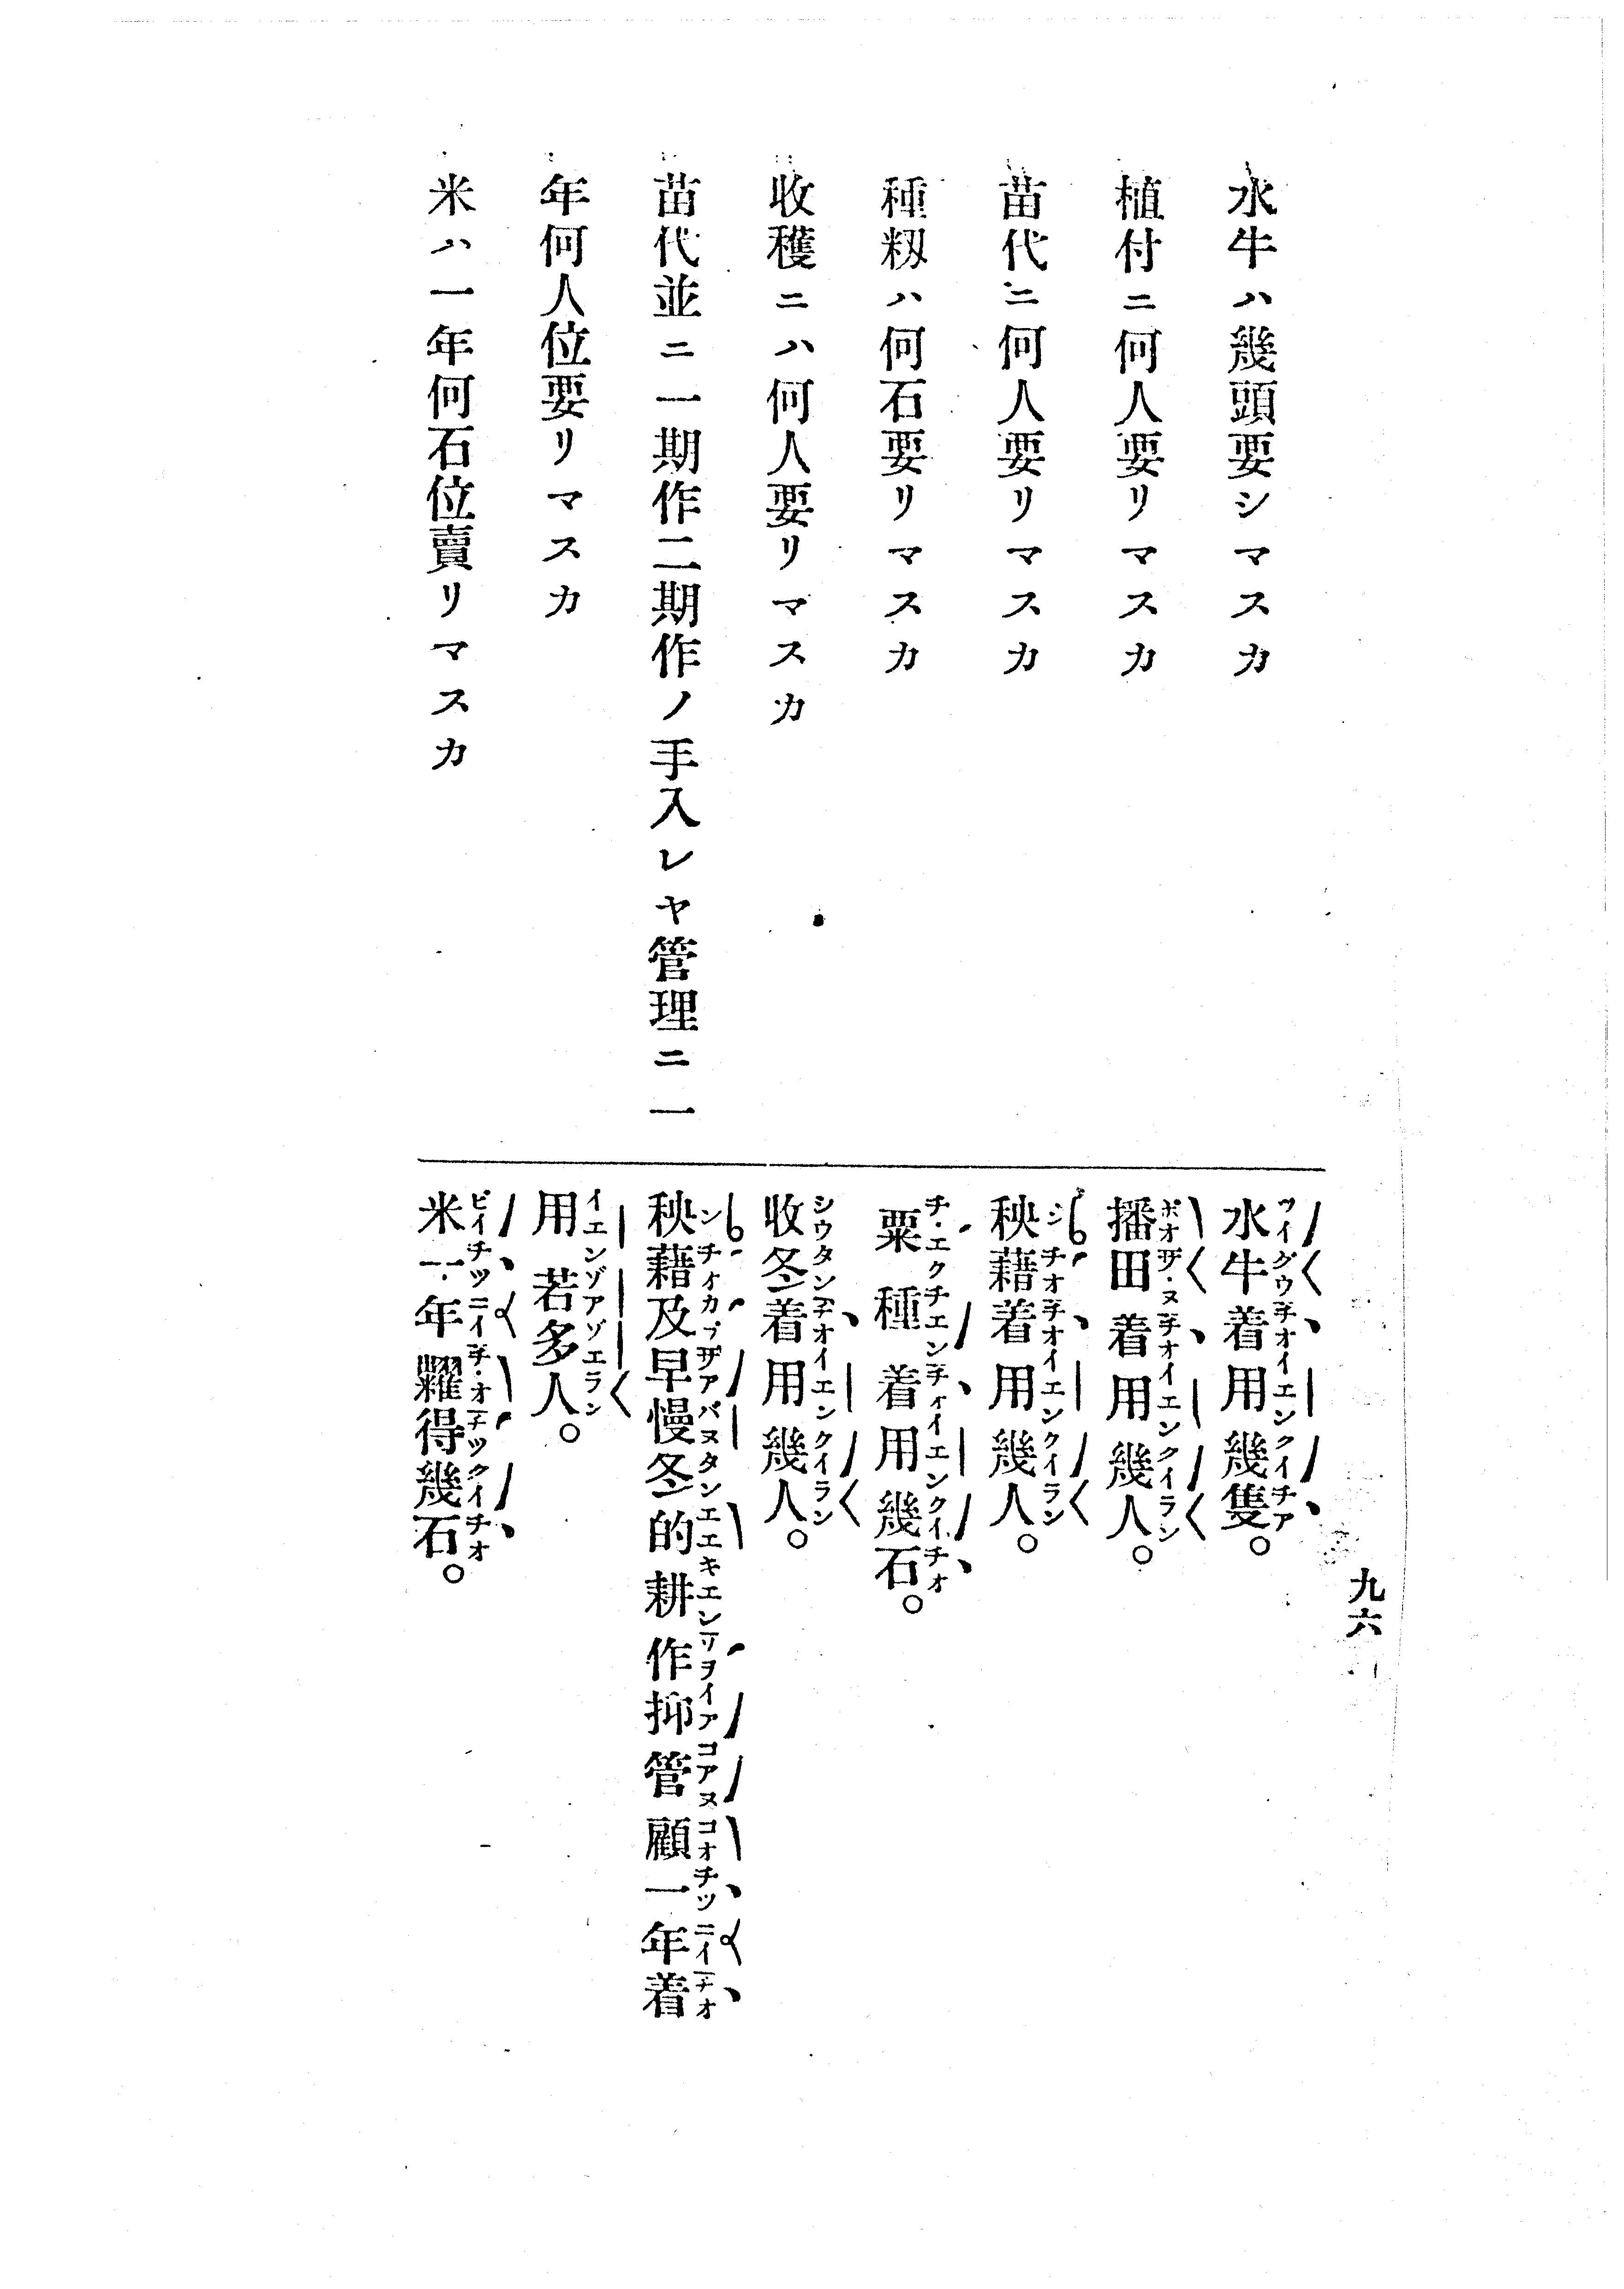 九六
水牛ハ幾頭要シマスカ
植付ニ何人要リマスカ
苗代ニ何人要リマスカ
種籾ハ何石要リマスカ
收穫ニハ何人要リマスカ
苗代並ニ一期作二期作ノ手入レヤ管理ニ一
年何人位要リマスカ
米ハ一年何石位賣リマスカ
水牛着用幾隻。
播田着用幾人。
秧藉着用幾人。
粟種着用幾石。
收冬着用幾人。
秧藉及早慢冬的耕作抑管顧一年着
用若多人。
米一年糶得幾石。